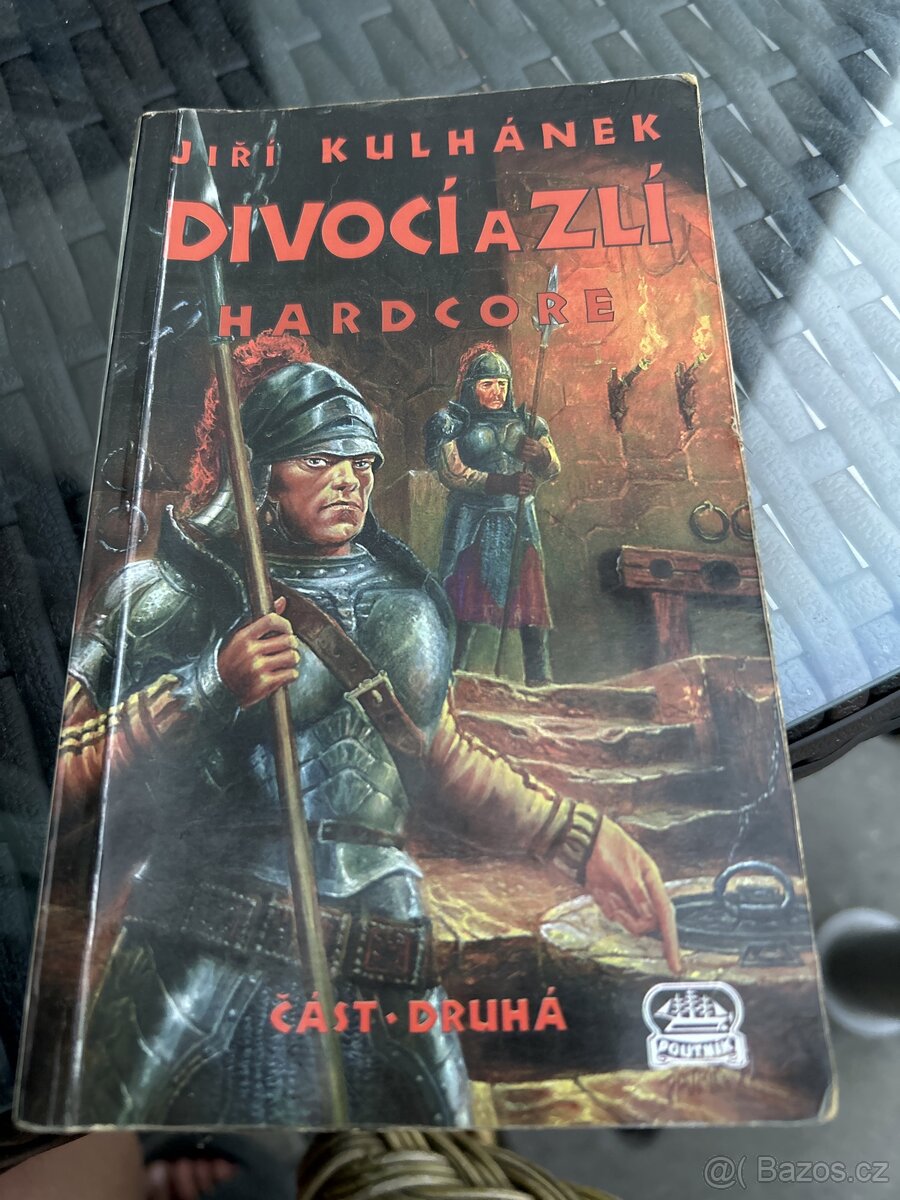 JIŘÍ KULHÁNEK
DIVOCÍ A ZLÍ
HARDCORE
ČÁST · DRUHÁ
POUTNÍK
@( Bazos.cz